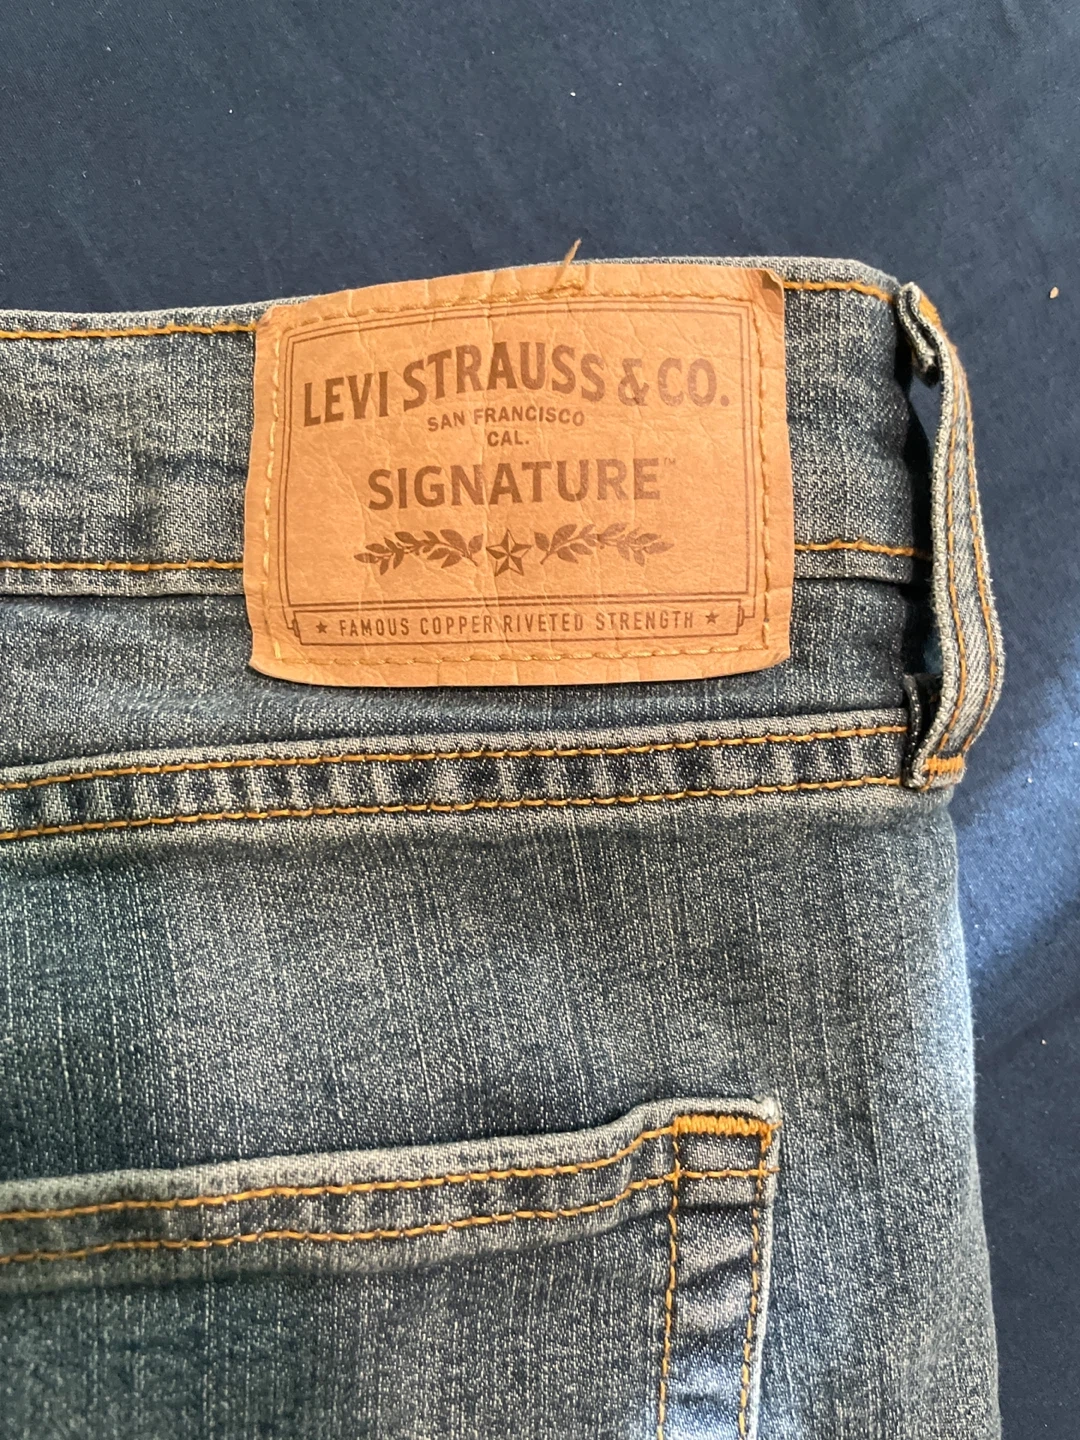 LEVI STRAUSS & CO.
SAN FRANCISCO
CAL.
SIGNATURE™
★ FAMOUS COPPER RIVETED STRENGTH ★